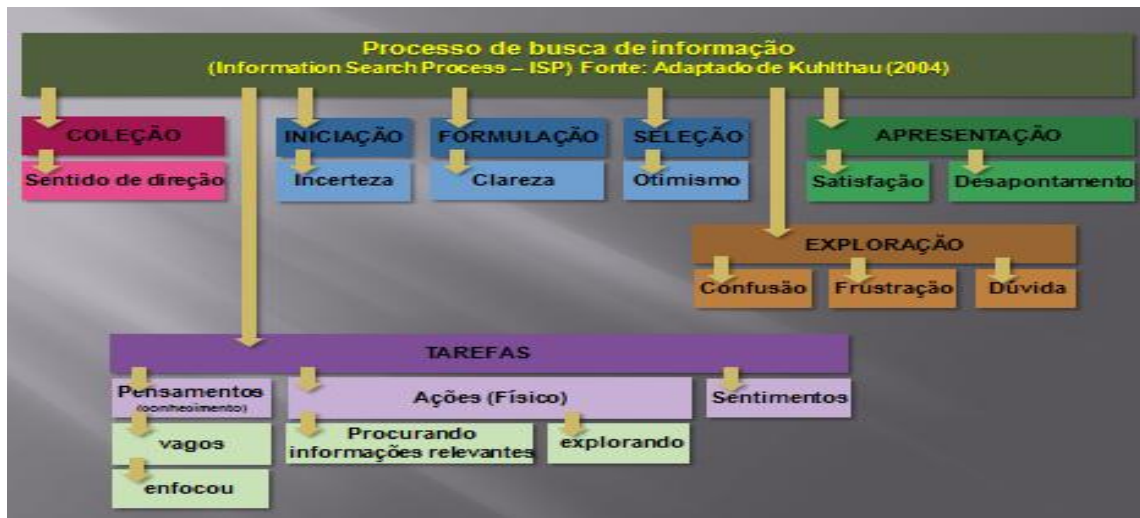 Processo de busca de informação
(Information Search Process – ISP) Fonte: Adaptado de Kuhlthau (2004)
COLEÇÃO
INICIAÇÃO
FORMULAÇÃO
SELEÇÃO
APRESENTAÇÃO
Sentido de direção
Incerteza
Clareza
Otimismo
Satisfação
Desapontamento
EXPLORAÇÃO
Confusão
Frustração
Dúvida
TAREFAS
Pensamentos
(conhecimento)
Ações (Físico)
Sentimentos
vagos
Procurando
informações relevantes
explorando
enfocou